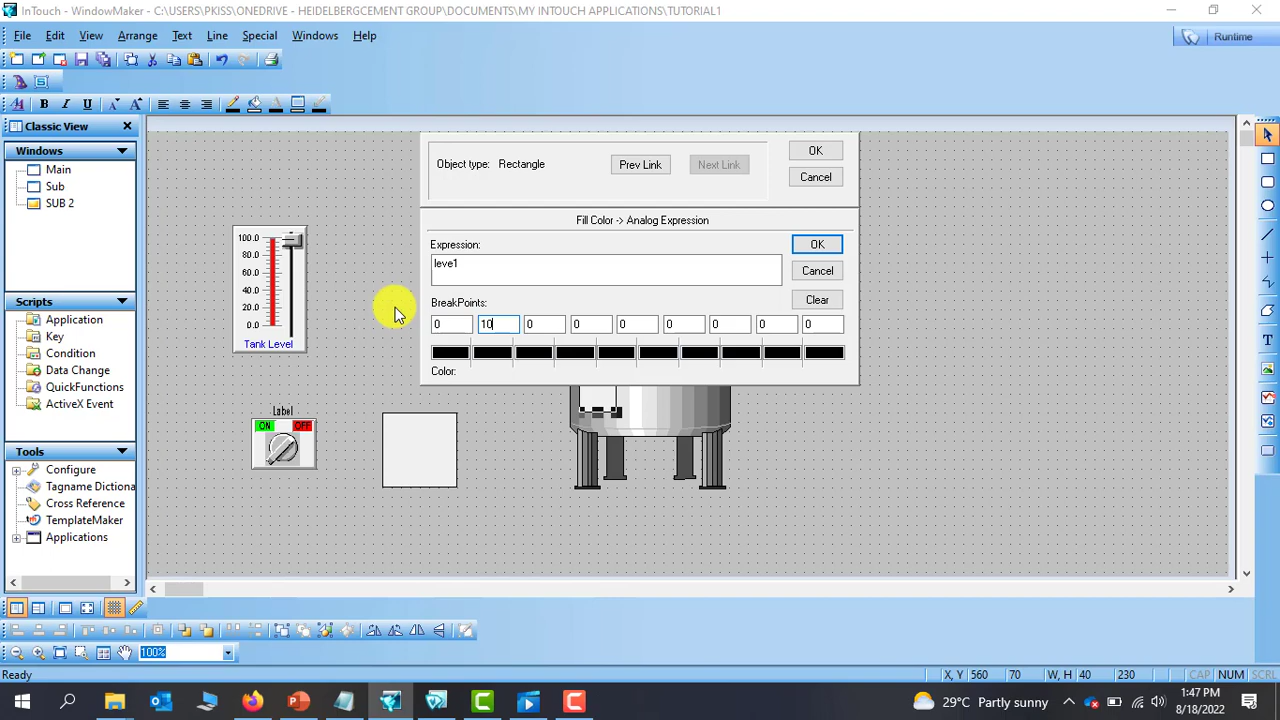 InTouch - WindowMaker - C:\USERS\PKISS\ONEDRIVE - HEIDELBERGCEMENT GROUP\DOCUMENTS\MY INTOUCH APPLICATIONS\TUTORIAL1
File Edit View Arrange Text Line Special Windows Help
Runtime
Classic View
Windows
Main
Sub
SUB 2
Scripts
Application
Key
Condition
Data Change
QuickFunctions
ActiveX Event
Tools
Configure
Tagname Dictiona
Cross Reference
TemplateMaker
Applications
100.0
80.0
60.0
40.0
20.0
0.0
Tank Level
Label
ON OFF
Object type: Rectangle
Prev Link
Next Link
OK
Cancel
Fill Color -> Analog Expression
Expression:
level1
OK
Cancel
Clear
BreakPoints:
0 10 0 0 0 0 0 0 0
Color:
100%
Ready
X, Y 560 70 W, H 40 230 CAP NUM SCRL
29°C Partly sunny
1:47 PM
8/18/2022